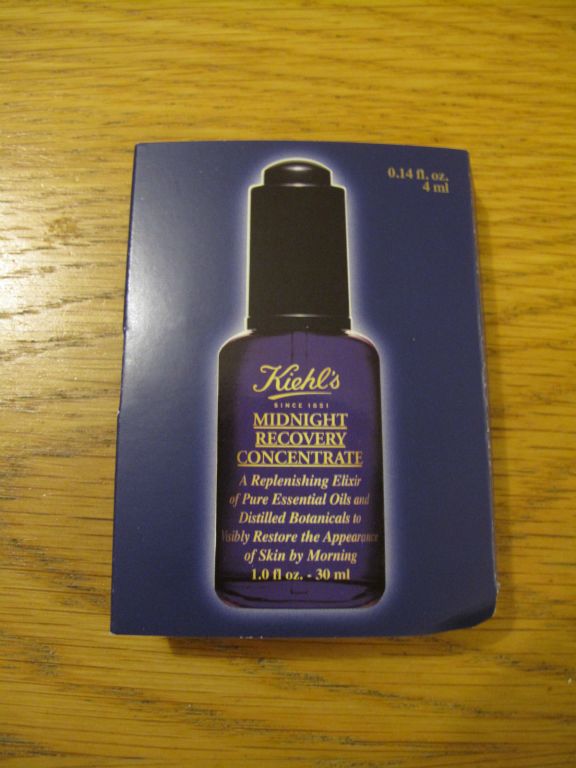 0.14 fl. oz.
4 ml
Kiehl's
SINCE 1851
MIDNIGHT
RECOVERY
CONCENTRATE
A Replenishing Elixir
of Pure Essential Oils and
Distilled Botanicals to
Visibly Restore the Appearance
of Skin by Morning
1.0 fl oz. - 30 ml